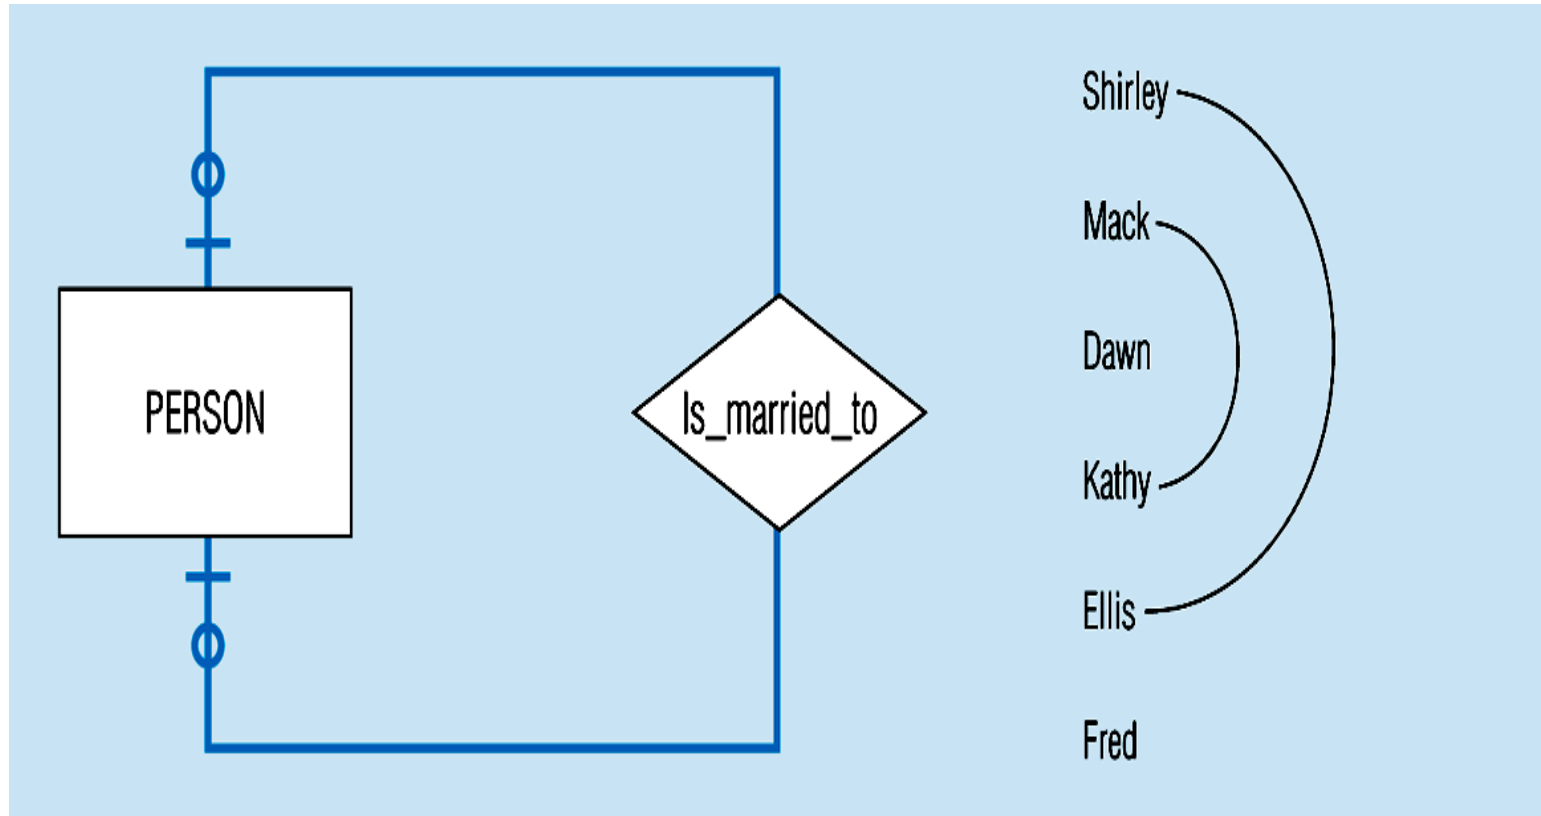 PERSON
Is_married_to
Shirley
Mack
Dawn
Kathy
Ellis
Fred